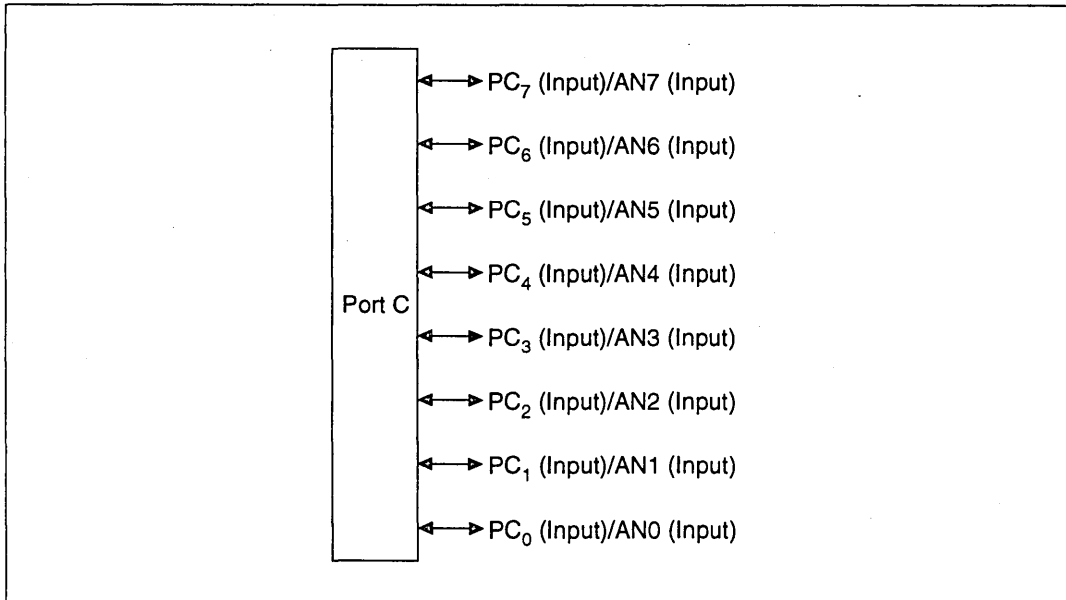 PC7 (Input)/AN7 (Input)
PC6 (Input)/AN6 (Input)
PC5 (Input)/AN5 (Input)
PC4 (Input)/AN4 (Input)
Port C
PC3 (Input)/AN3 (Input)
PC2 (Input)/AN2 (Input)
PC1 (Input)/AN1 (Input)
PC0 (Input)/AN0 (Input)